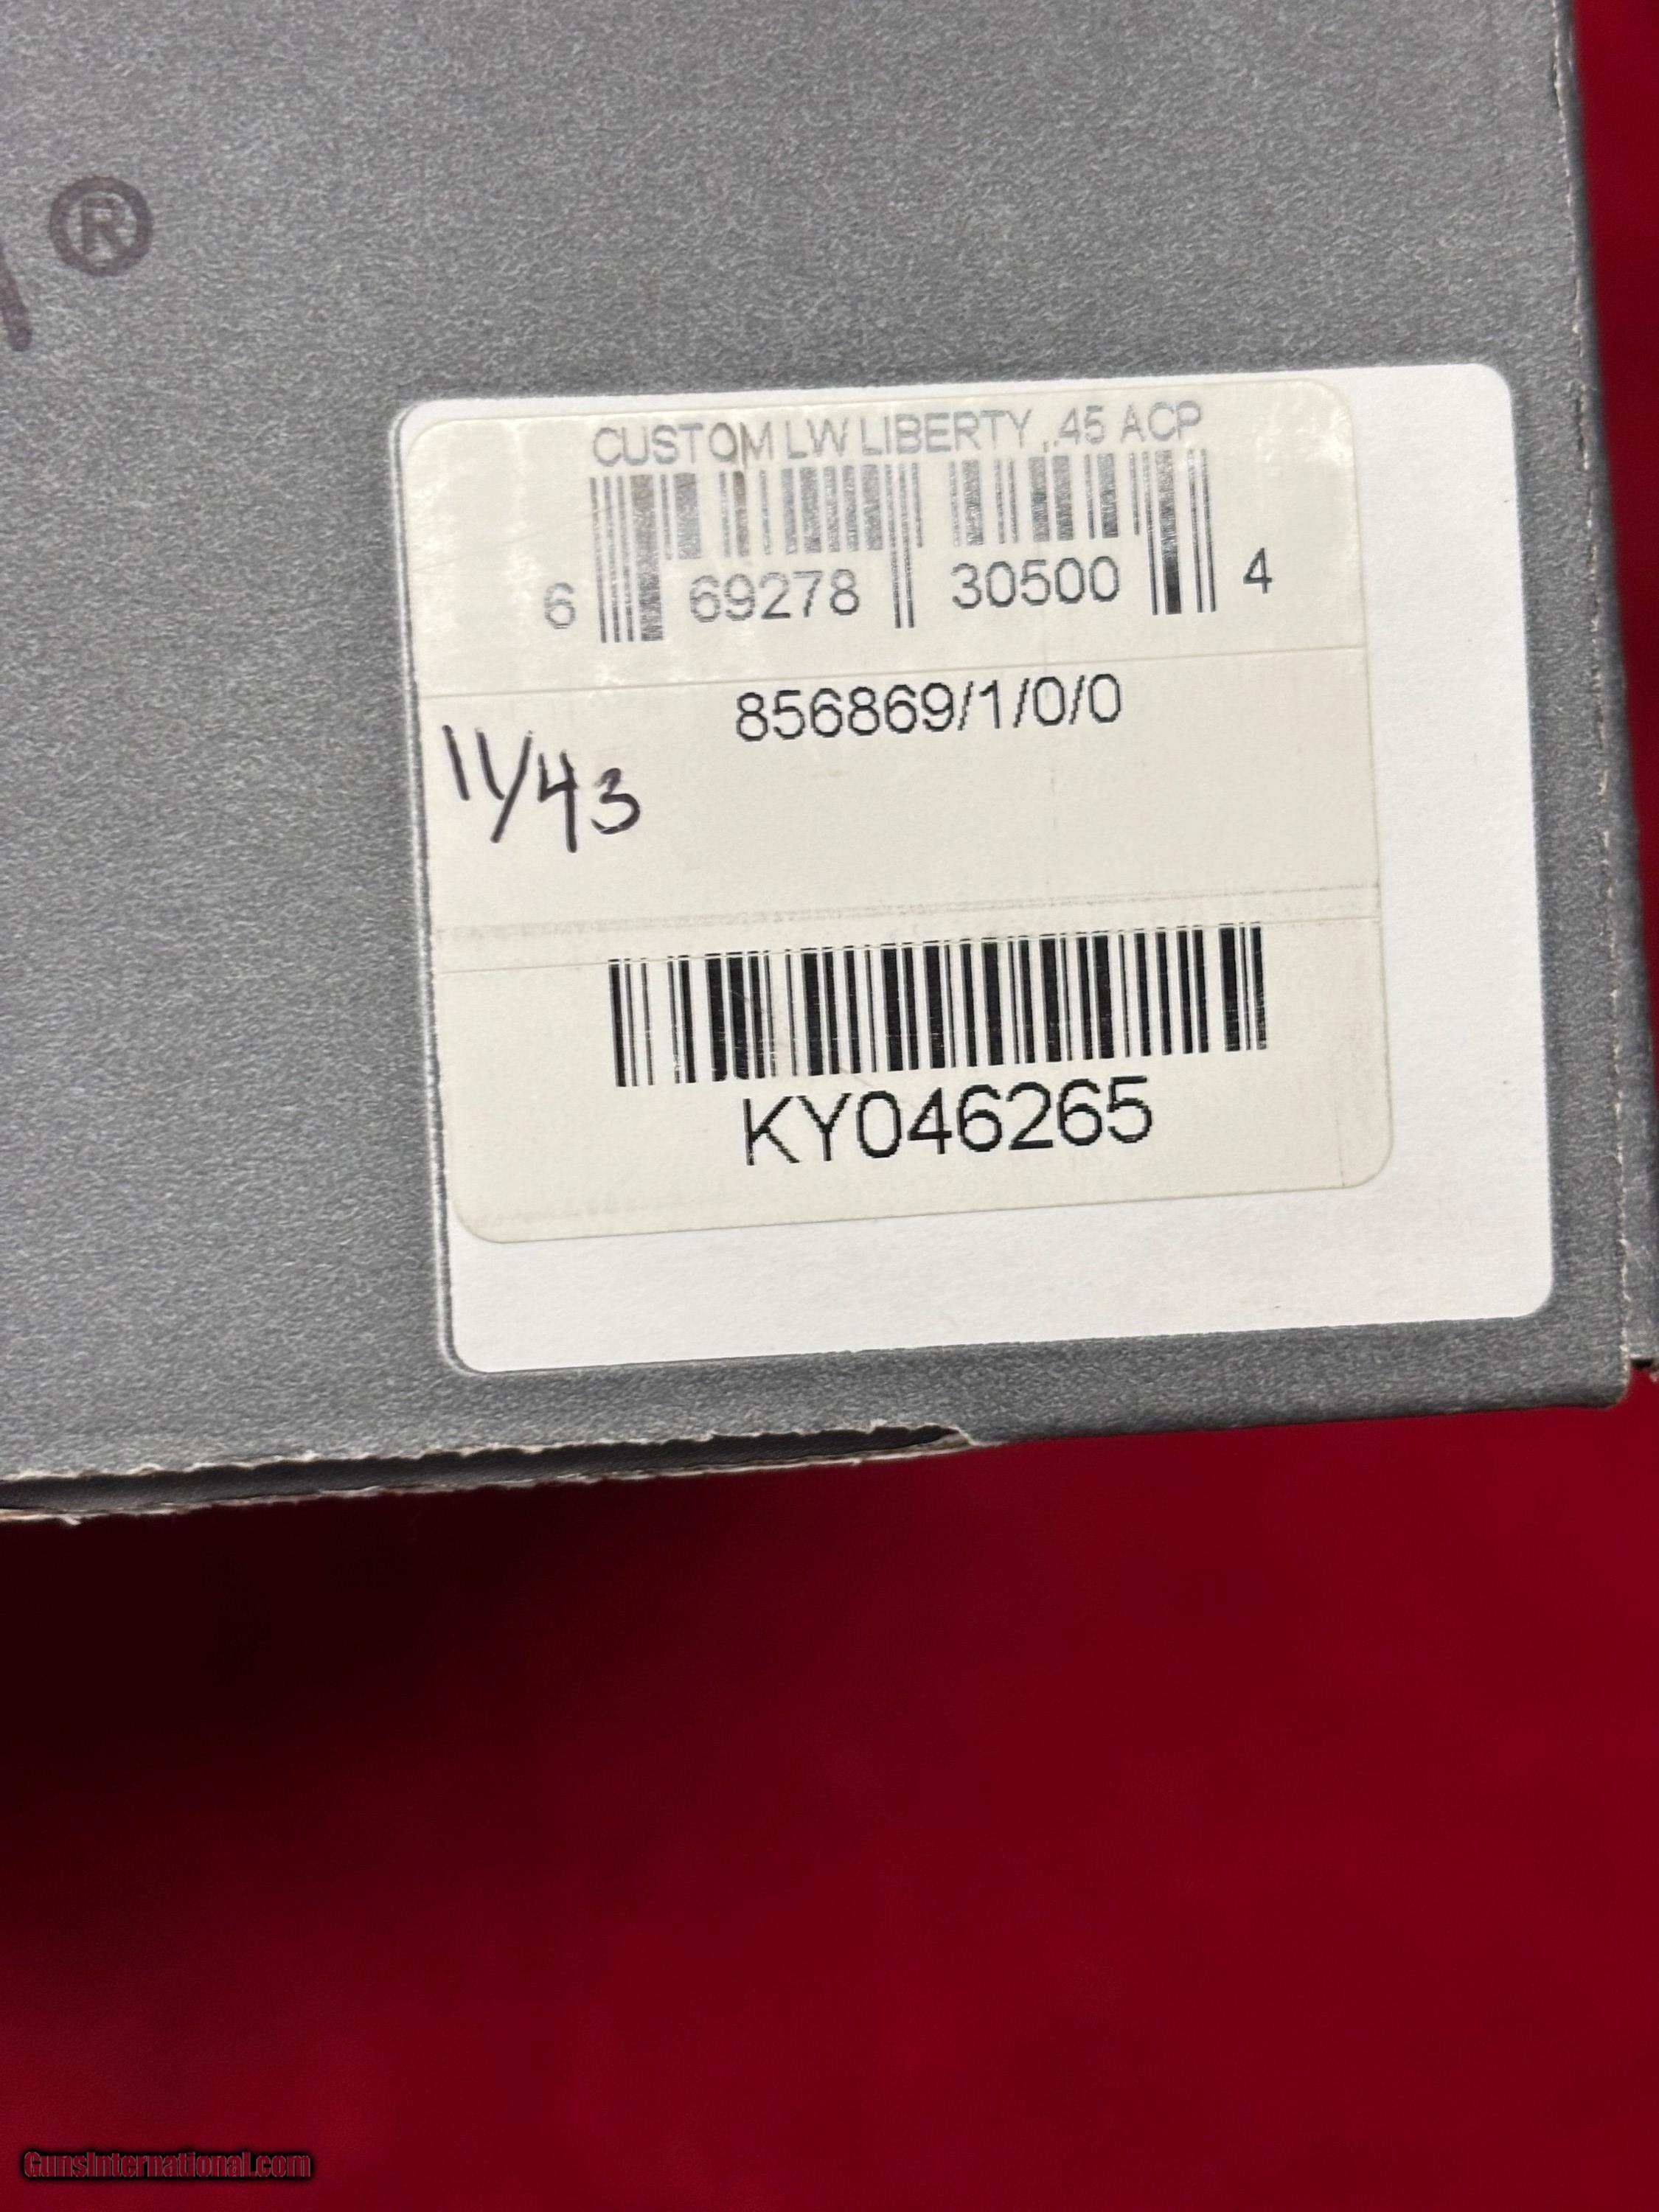 ®
CUSTOM LW LIBERTY , .45 ACP
6 69278 30500 4
856869/1/0/0
11/43
KY046265
GunsInternational.com